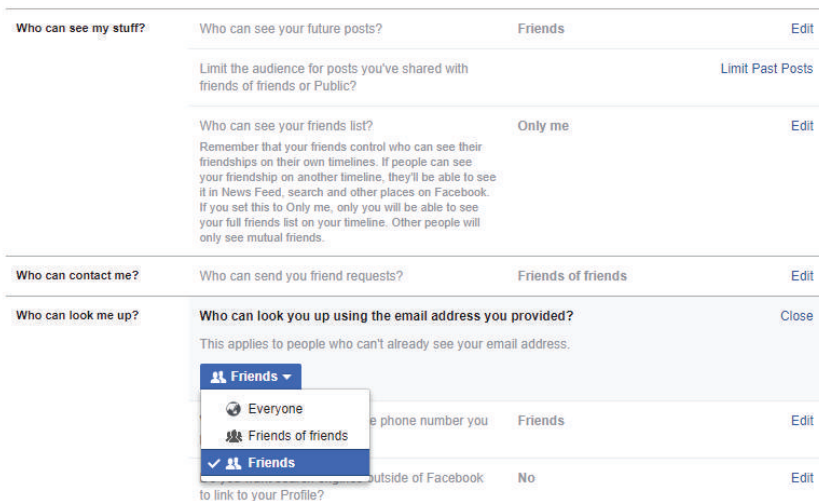 Who can see my stuff?
Who can see your future posts?
Friends
Edit
Limit the audience for posts you've shared with
friends of friends or Public?
Limit Past Posts
Who can see your friends list?
Only me
Edit
Remember that your friends control who can see their
friendships on their own timelines. If people can see
your friendship on another timeline, they'll be able to see
it in News Feed, search and other places on Facebook.
If you set this to Only me, only you will be able to see
your full friends list on your timeline. Other people will
only see mutual friends.
Who can contact me?
Who can send you friend requests?
Friends of friends
Edit
Who can look me up?
Who can look you up using the email address you provided?
Close
This applies to people who can't already see your email address.
Friends
Everyone
Friends of friends
Friends
phone number you
Friends
Edit
outside of Facebook
to link to your Profile?
No
Edit